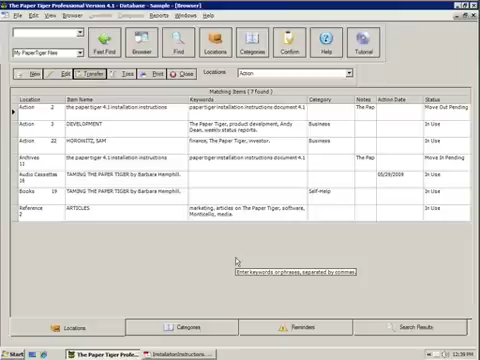 The Paper Tiger Professional Version 4.1 - Database - Sample - [Browser]
File Edit View Browser Database Reports Windows Help
My PaperTiger Files
Fast Find Browser Find Locations Categories Confirm Help Tutorial
New Edit Transfer Toss Print Close Locations Action
Matching Items ( 7 found )
Location Item Name Keywords Category Notes Action Date Status
Action 2 the papertiger 4.1 installation instructions papertiger installation instructions document 4.1 The Pap Move Out Pending
Action 3 DEVELOPMENT The Paper Tiger, product development, Andy Business In Use
Dean, weekly status reports.
Action 22 HOROWITZ, SAM finance, The Paper Tiger, investor. Business In Use
Archives the papertiger 4.1 installation instructions papertiger installation instructions document 4.1 The Pap Move In Pending
11
Audio Cassettes TAMING THE PAPER TIGER by Barbara Hemphill. 05/29/2009 In Use
16
Books 19 TAMING THE PAPER TIGER by Barbara Hemphill. Self-Help In Use
Reference ARTICLES. marketing, articles on The Paper Tiger, software, In Use
2 Monticello, media.
Enter keywords or phrases, separated by commas
Locations Categories Reminders Search Results
Start The Paper Tiger Profe... InstallationInstructions.... 12:39 PM